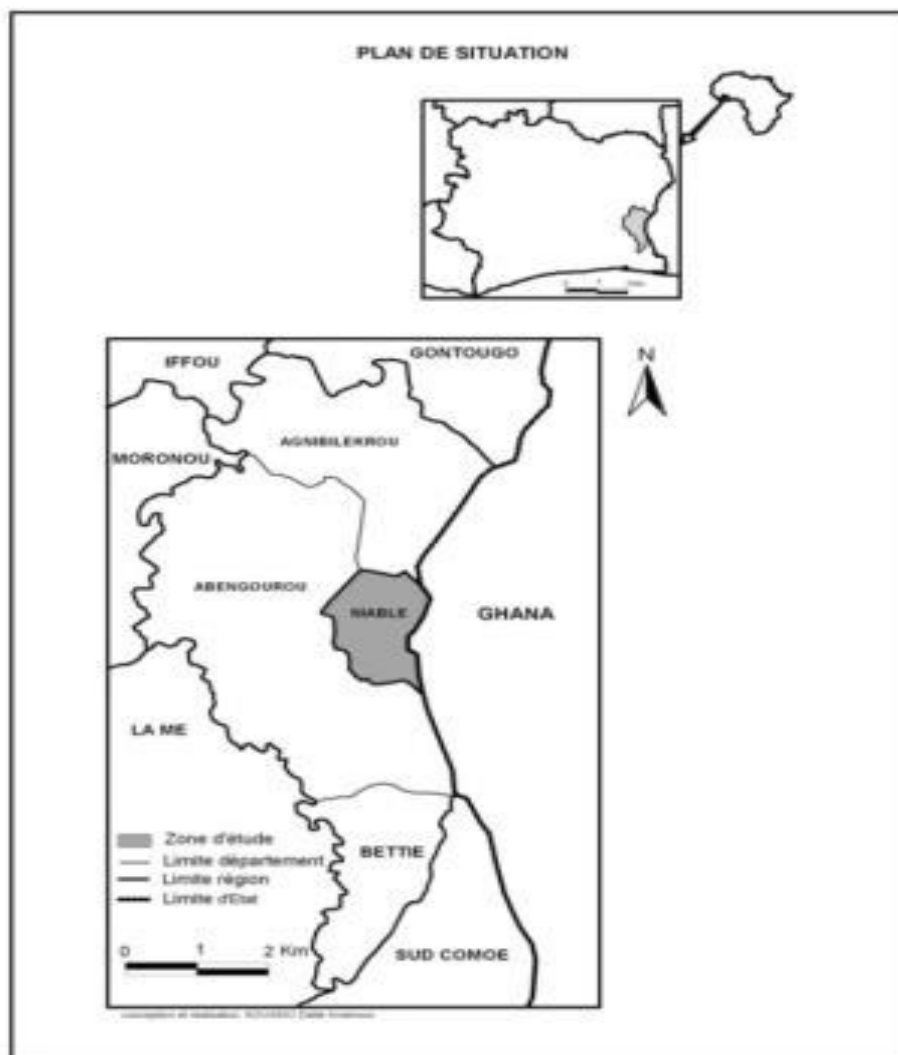 PLAN DE SITUATION
N
IFFOU
GONTOUGO
AGNIBILEKROU
MORONOU
ABENGOUROU
NIABLE
GHANA
LA ME
Zone d'étude
Limite département
BETTIE
Limite région
Limite d'Etat
0 1 2 Km
SUD COMOE